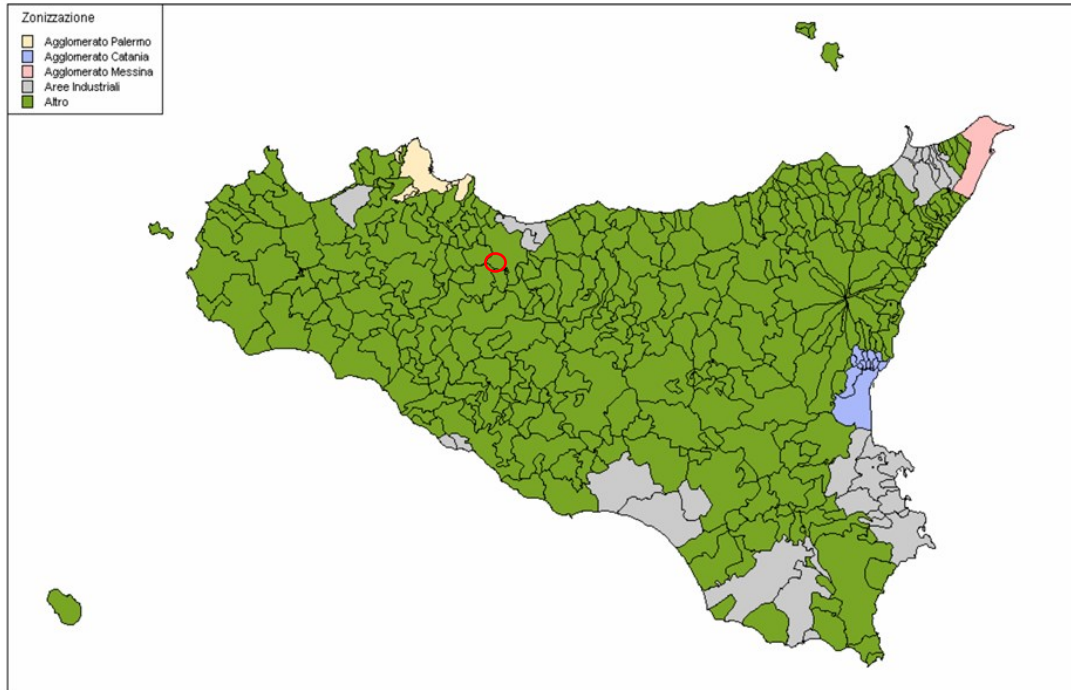 Zonizzazione
Agglomerato Palermo
Agglomerato Catania
Agglomerato Messina
Aree Industriali
Altro